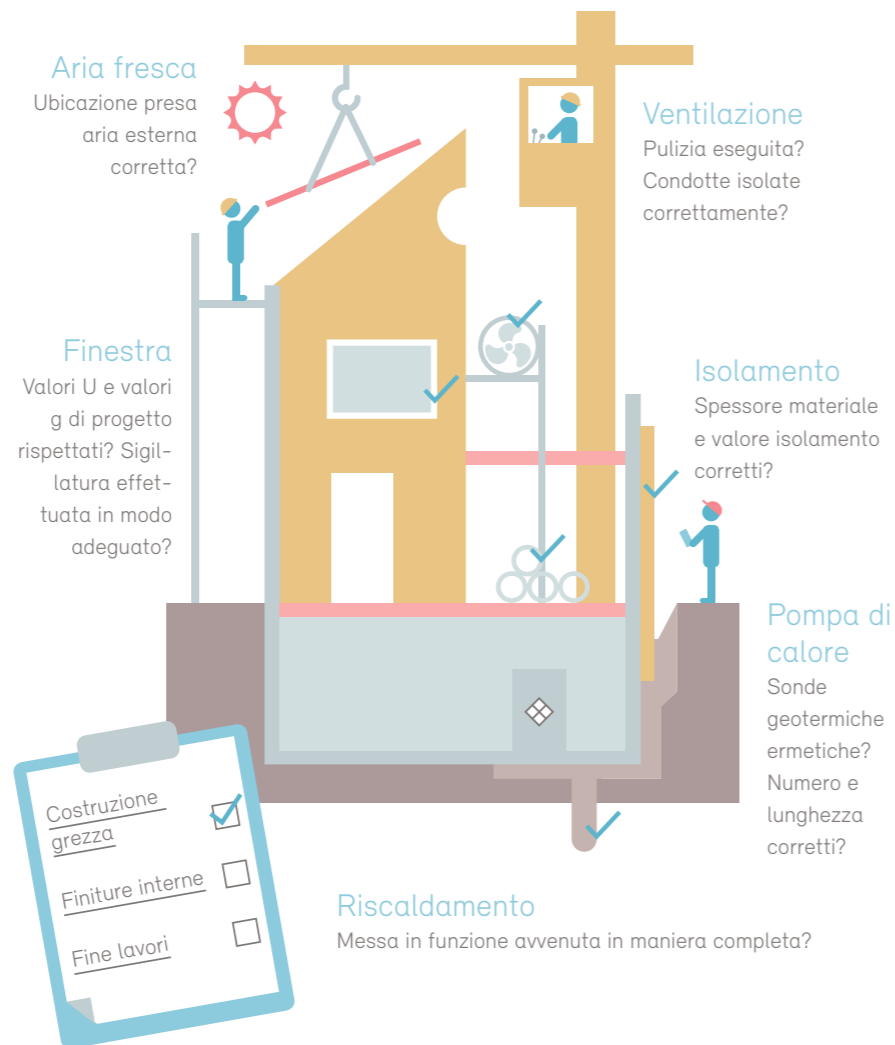 Aria fresca
Ubicazione presa
aria esterna
corretta?
Ventilazione
Pulizia eseguita?
Condotte isolate
correttamente?
Finestra
Valori U e valori
g di progetto
rispettati? Sigil-
latura effet-
tuata in modo
adeguato?
Isolamento
Spessore materiale
e valore isolamento
corretti?
Pompa di
calore
Sonde
geotermiche
ermetiche?
Numero e
lunghezza
corretti?
Costruzione
grezza
Finiture interne
Fine lavori
Riscaldamento
Messa in funzione avvenuta in maniera completa?